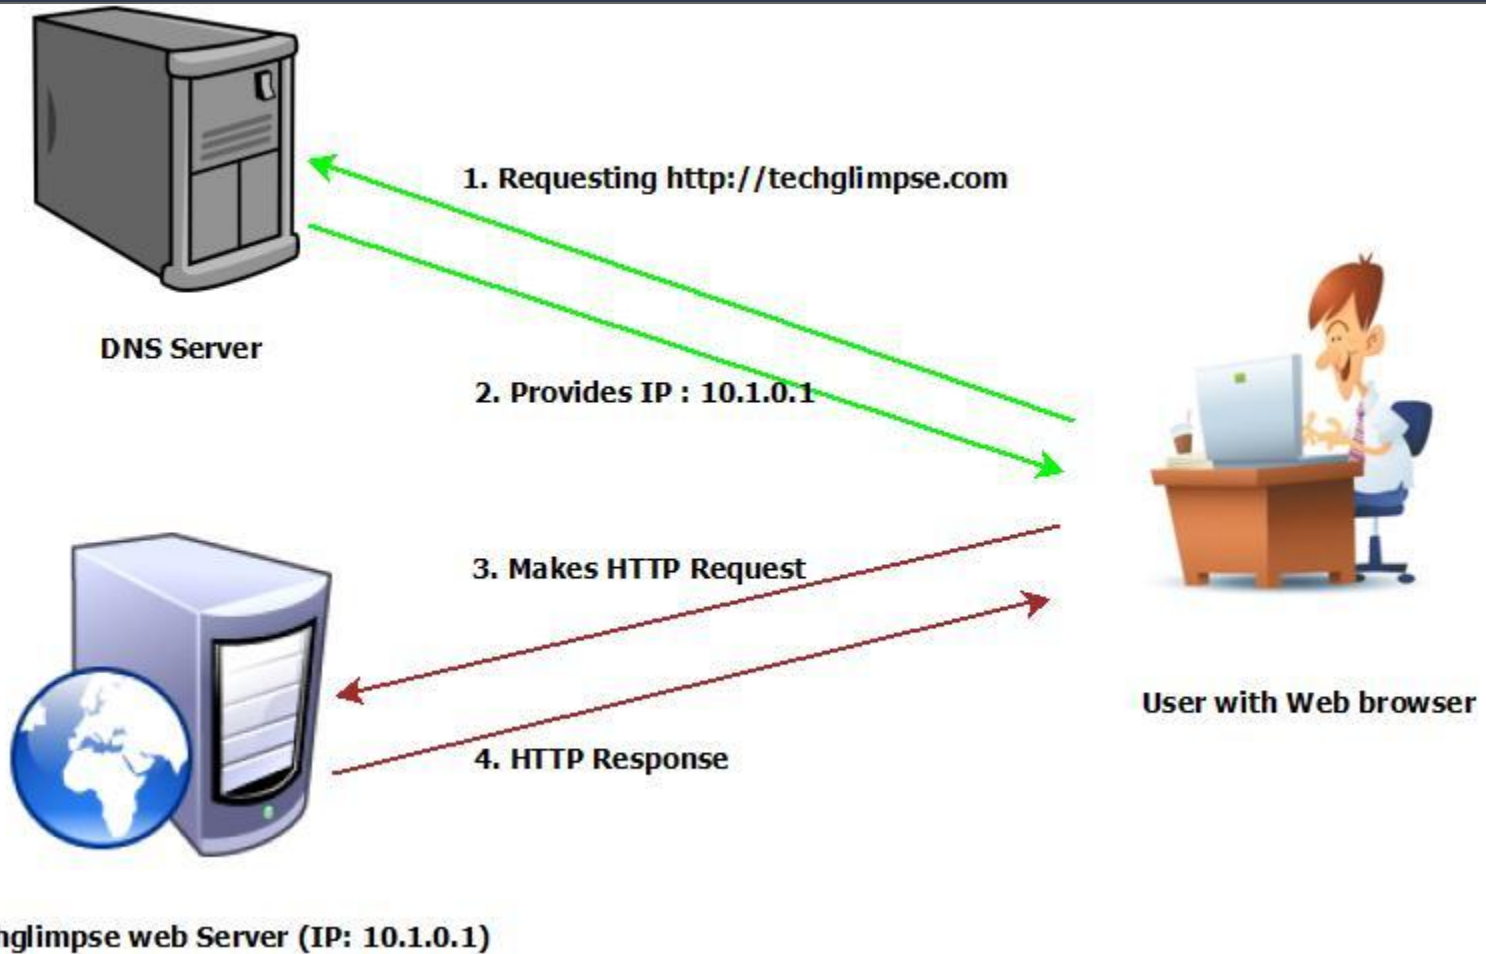 1. Requesting http://techglimpse.com
DNS Server
2. Provides IP : 10.1.0.1
3. Makes HTTP Request
User with Web browser
4. HTTP Response
web Server (IP: 10.1.0.1)